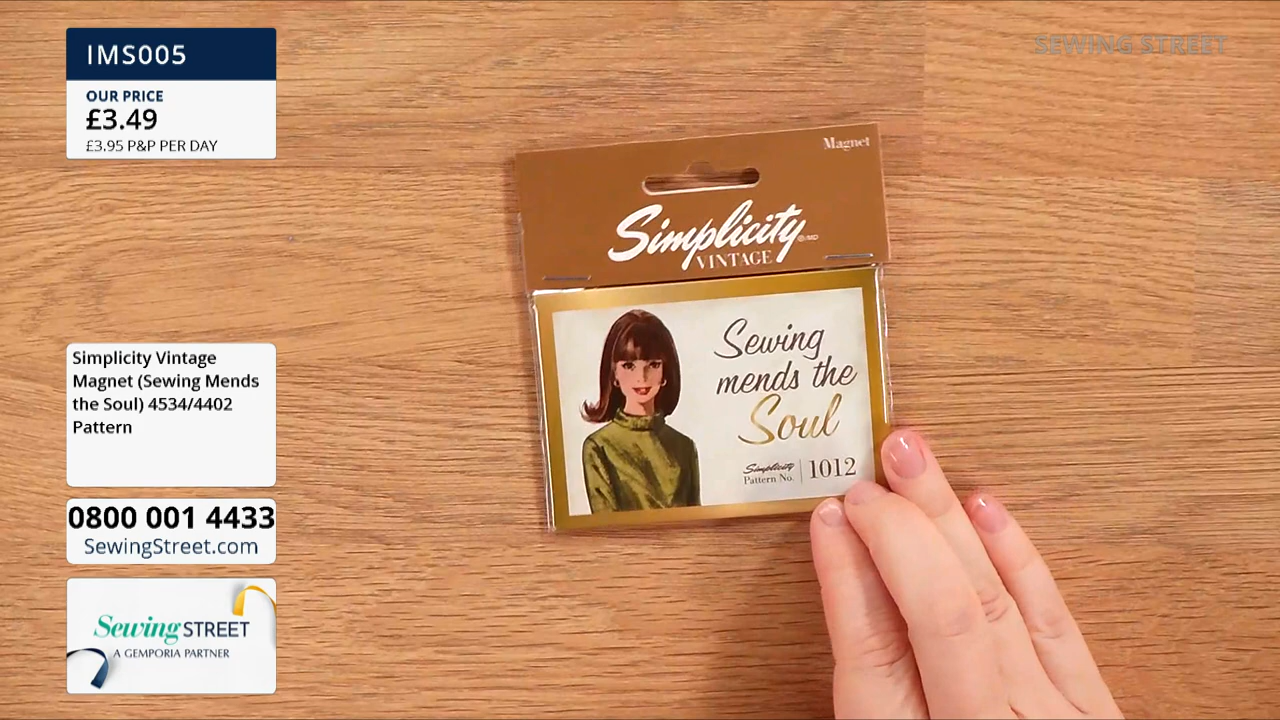 IMS005
OUR PRICE
£3.49
£3.95 P&P PER DAY
SEWING STREET
Magnet
Simplicity
VINTAGE
Sewing
mends the
Soul
Simplicity
Pattern No.
1012
Simplicity Vintage
Magnet (Sewing Mends
the Soul) 4534/4402
Pattern
0800 001 4433
SewingStreet.com
Sewing STREET
A GEMPORIA PARTNER